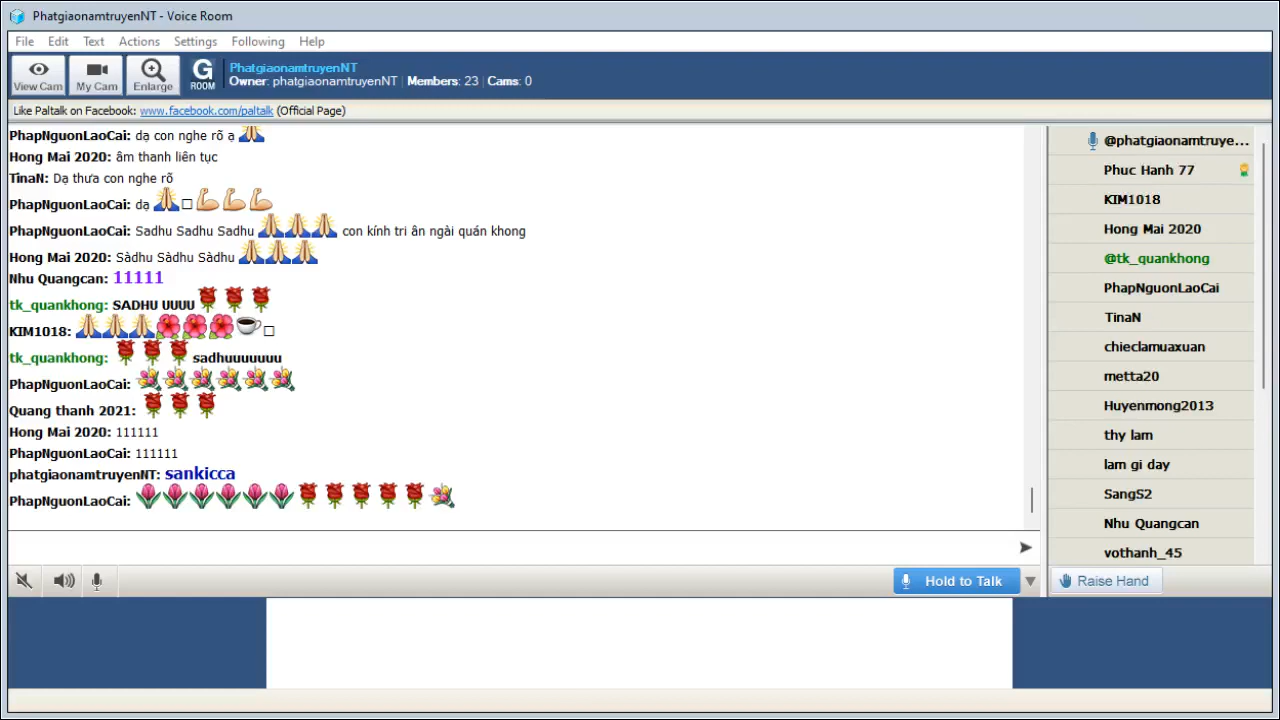 PhatgiaonamtruyenNT - Voice Room
File Edit Text Actions Settings Following Help
View Cam My Cam Enlarge G ROOM
PhatgiaonamtruyenNT
Owner: phatgiaonamtruyenNT Members: 23 Cams: 0
Like Paltalk on Facebook: www.facebook.com/paltalk (Official Page)
PhapNguonLaoCai: dạ con nghe rõ ạ
Hong Mai 2020: âm thanh liên tục
TinaN: Dạ thưa con nghe rõ
PhapNguonLaoCai: dạ
PhapNguonLaoCai: Sadhu Sadhu Sadhu con kính tri ân ngài quán khong
Hong Mai 2020: Sàdhu Sàdhu Sàdhu
Nhu Quangcan: 11111
tk_quankhong: SADHU UUUU
KIM1018:
tk_quankhong: sadhuuuuuuu
PhapNguonLaoCai:
Quang thanh 2021:
Hong Mai 2020: 111111
PhapNguonLaoCai: 111111
phatgiaonamtruyenNT: sankicca
PhapNguonLaoCai:
@phatgiaonamtruye...
Phuc Hanh 77
KIM1018
Hong Mai 2020
@tk_quankhong
PhapNguonLaoCai
TinaN
chieclamuaxuan
metta20
Huyenmong2013
thy lam
lam gi day
SangS2
Nhu Quangcan
vothanh_45
Hold to Talk
Raise Hand